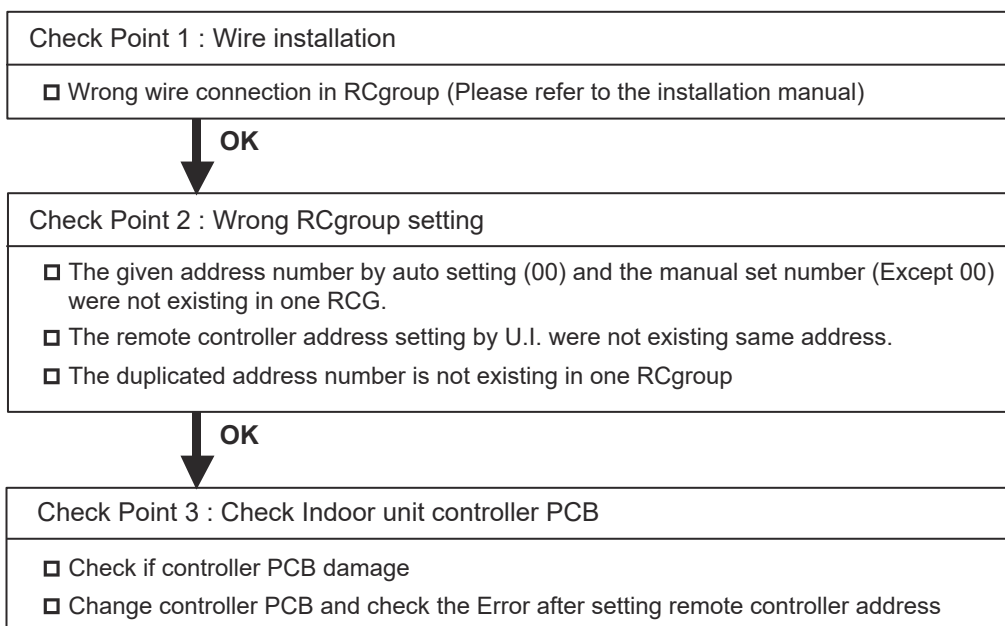 Check Point 1 : Wire installation
Wrong wire connection in RCgroup (Please refer to the installation manual)
OK
Check Point 2 : Wrong RCgroup setting
The given address number by auto setting (00) and the manual set number (Except 00)
were not existing in one RCG.
The remote controller address setting by U.I. were not existing same address.
The duplicated address number is not existing in one RCgroup
OK
Check Point 3 : Check Indoor unit controller PCB
Check if controller PCB damage
Change controller PCB and check the Error after setting remote controller address